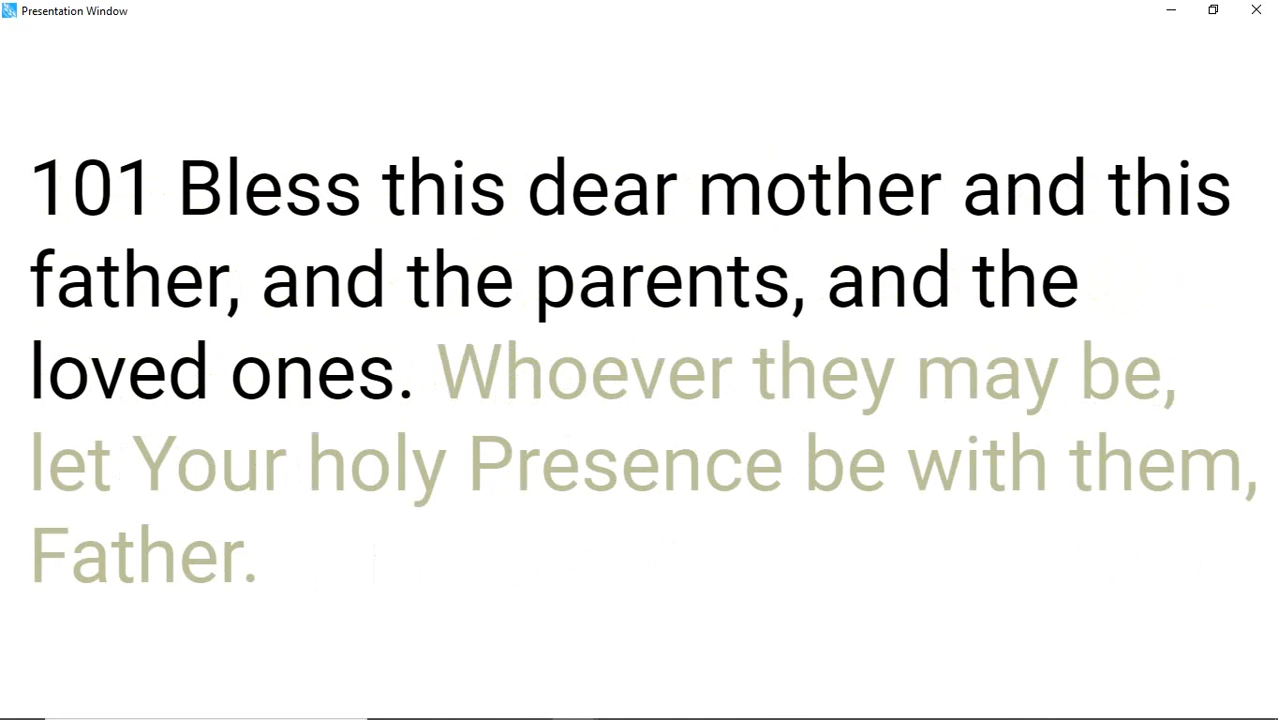 Presentation Window
101 Bless this dear mother and this
father, and the parents, and the
loved ones. Whoever they may be,
let Your holy Presence be with them,
Father.